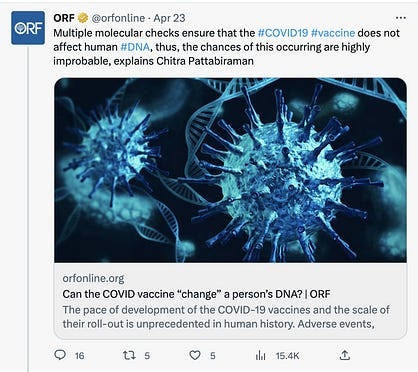 ORF
ORF @orfonline · Apr 23
Multiple molecular checks ensure that the #COVID19 #vaccine does not
affect human #DNA, thus, the chances of this occurring are highly
improbable, explains Chitra Pattabiraman
orfonline.org
Can the COVID vaccine “change” a person’s DNA? | ORF
The pace of development of the COVID-19 vaccines and the scale of
their roll-out is unprecedented in human history. Adverse events,
16 5 5 15.4K